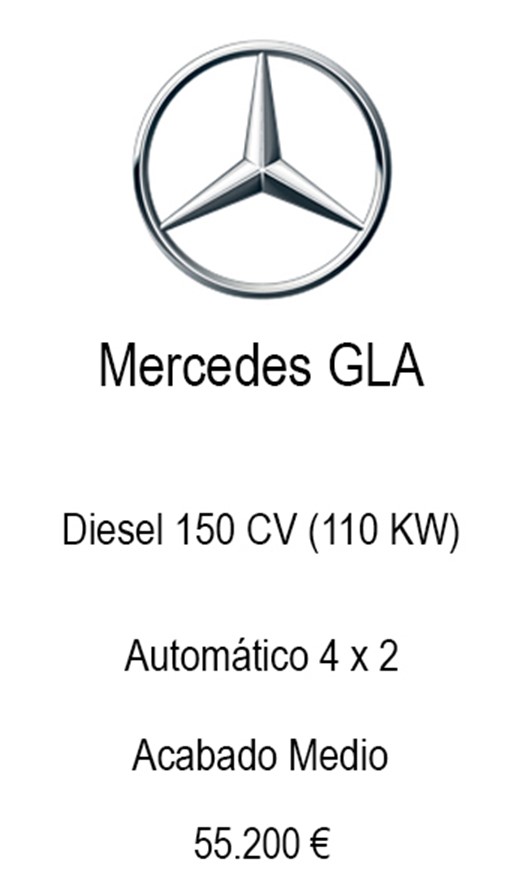 Mercedes GLA
Diesel 150 CV (110 KW)
Automático 4 x 2
Acabado Medio
55.200 €